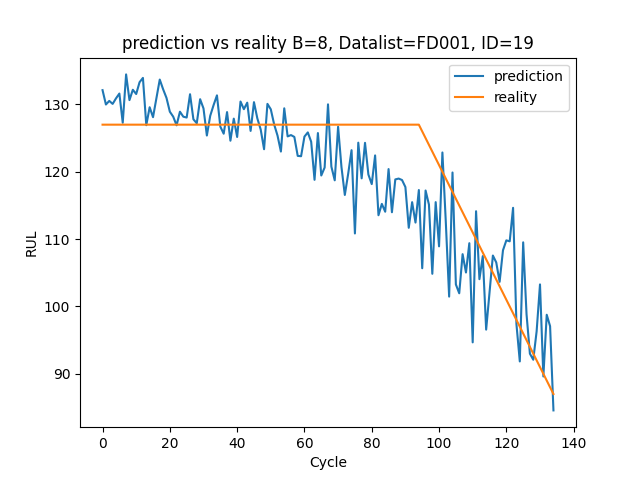 prediction vs reality B=8, Datalist=FD001, ID=19
prediction
reality
RUL
130
120
110
100
90
0 20 40 60 80 100 120 140
Cycle